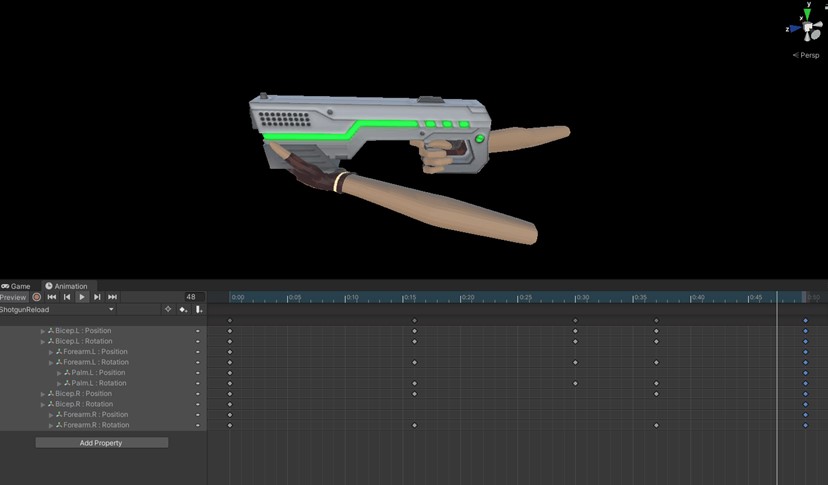 y
x
z
Persp
Game
Animation
Preview
48
0:00
0:05
0:10
0:15
0:20
0:25
0:30
0:35
0:40
0:45
0:50
ShotgunReload
Bicep.L : Position
Bicep.L : Rotation
Forearm.L : Position
Forearm.L : Rotation
Palm.L : Position
Palm.L : Rotation
Bicep.R : Position
Bicep.R : Rotation
Forearm.R : Position
Forearm.R : Rotation
Add Property